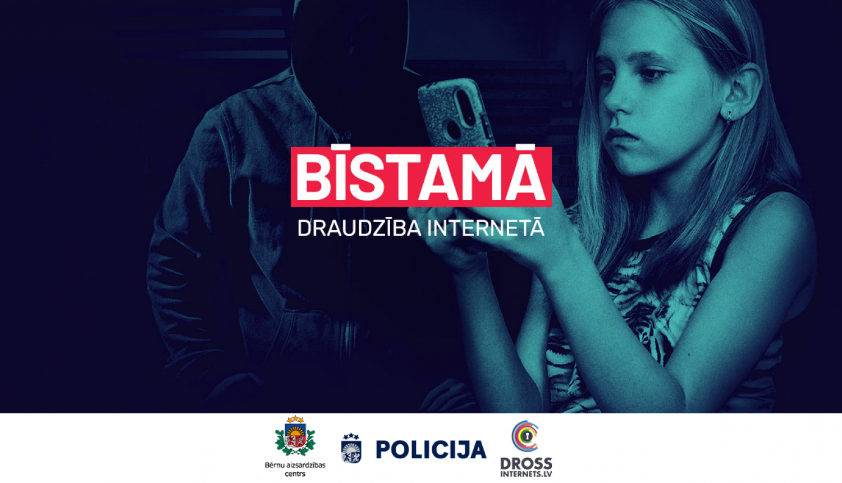 BĪSTAMĀ
DRAUDZĪBA INTERNETĀ
Bērnu aizsardzības
centrs
POLICIJA
DROSS
INTERNETS.LV